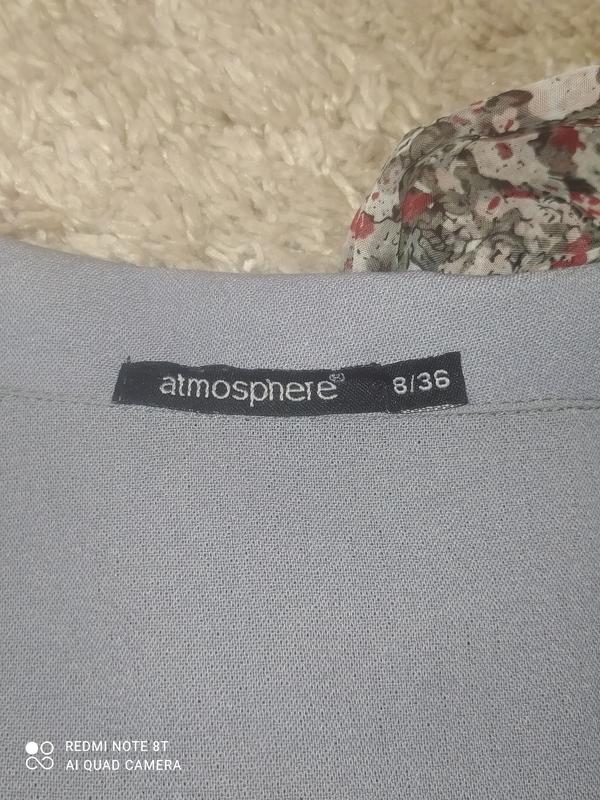 atmosphere® 8/36
REDMI NOTE 8T
AI QUAD CAMERA